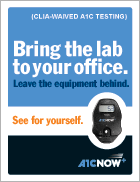 (CLIA-WAIVED A1C TESTING)
Bring the lab
to your office.
Leave the equipment behind.
See for yourself.
A1CNOW+